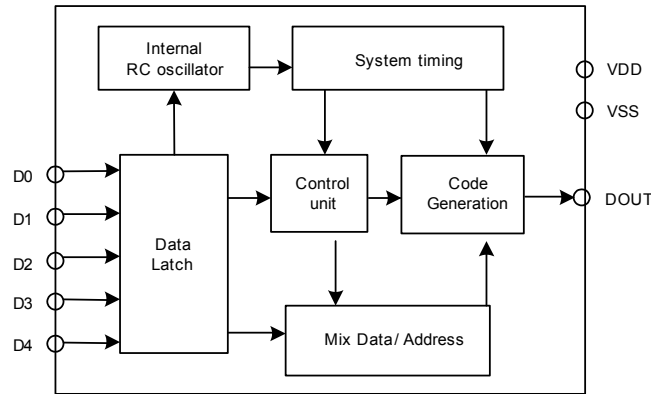 Internal
RC oscillator
System timing
VDD
VSS
D0
D1
D2
D3
D4
Data
Latch
Control
unit
Code
Generation
DOUT
Mix Data/ Address